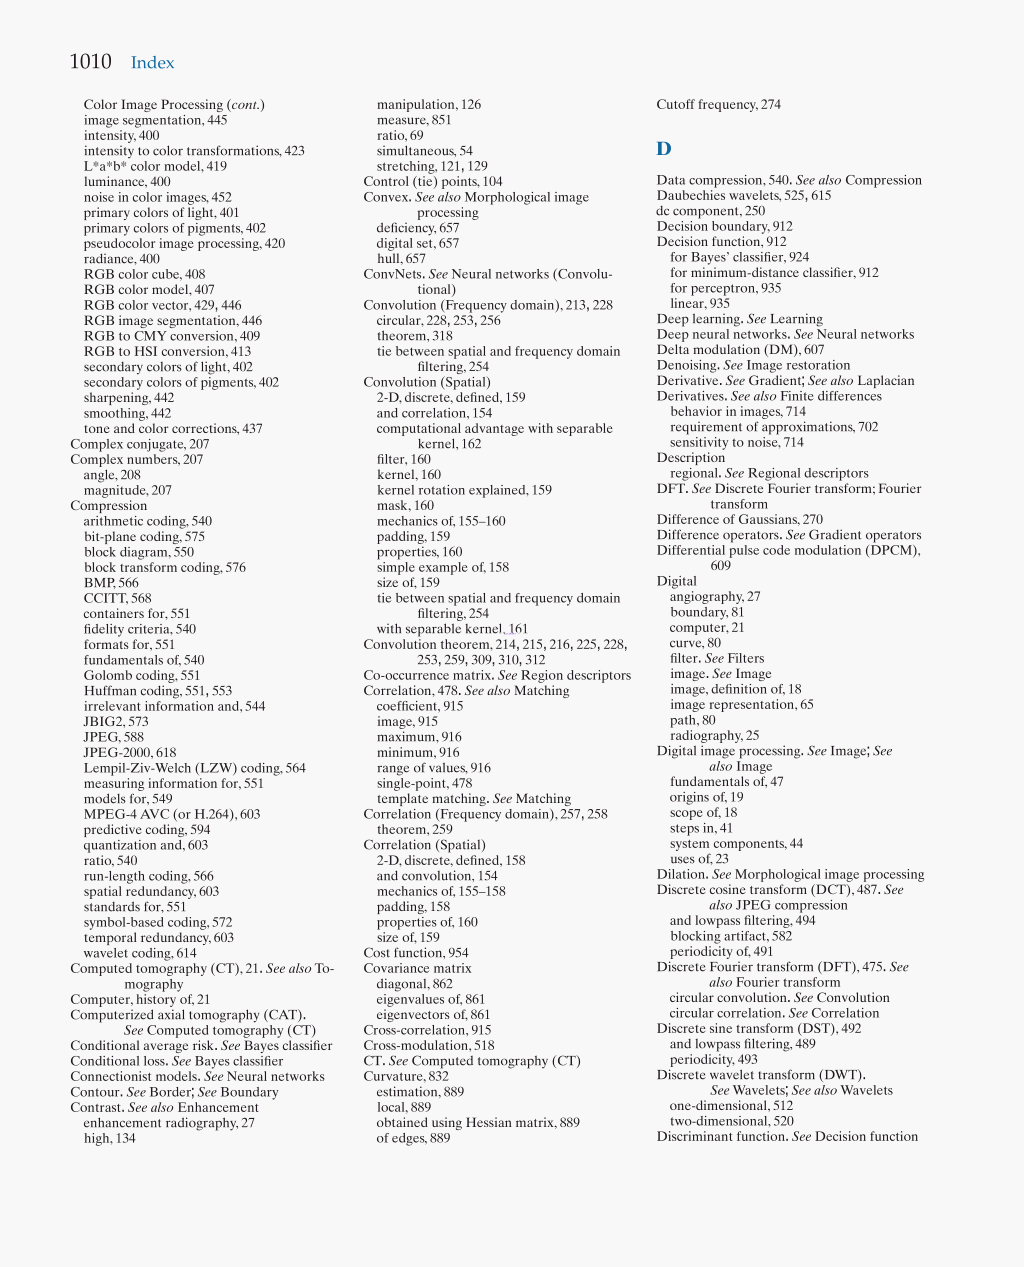 1010 Index
Color Image Processing (cont.)
image segmentation, 445
intensity, 400
intensity to color transformations, 423
L*a*b* color model, 419
luminance, 400
noise in color images, 452
primary colors of light, 401
primary colors of pigments, 402
pseudocolor image processing, 420
radiance, 400
RGB color cube, 408
RGB color model, 407
RGB color vector, 429, 446
RGB image segmentation, 446
RGB to CMY conversion, 409
RGB to HSI conversion, 413
secondary colors of light, 402
secondary colors of pigments, 402
sharpening, 442
smoothing, 442
tone and color corrections, 437
Complex conjugate, 207
Complex numbers, 207
angle, 208
magnitude, 207
Compression
arithmetic coding, 540
bit-plane coding, 575
block diagram, 550
block transform coding, 576
BMP, 566
CCITT, 568
containers for, 551
fidelity criteria, 540
formats for, 551
fundamentals of, 540
Golomb coding, 551
Huffman coding, 551, 553
irrelevant information and, 544
JBIG2, 573
JPEG, 588
JPEG-2000, 618
Lempil-Ziv-Welch (LZW) coding, 564
measuring information for, 551
models for, 549
MPEG-4 AVC (or H.264), 603
predictive coding, 594
quantization and, 603
ratio, 540
run-length coding, 566
spatial redundancy, 603
standards for, 551
symbol-based coding, 572
temporal redundancy, 603
wavelet coding, 614
Computed tomography (CT), 21. See also To-
mography
Computer, history of, 21
Computerized axial tomography (CAT).
See Computed tomography (CT)
Conditional average risk. See Bayes classifier
Conditional loss. See Bayes classifier
Connectionist models. See Neural networks
Contour. See Border; See Boundary
Contrast. See also Enhancement
enhancement radiography, 27
high, 134
manipulation, 126
measure, 851
ratio, 69
simultaneous, 54
stretching, 121, 129
Control (tie) points, 104
Convex. See also Morphological image
processing
deficiency, 657
digital set, 657
hull, 657
ConvNets. See Neural networks (Convolu-
tional)
Convolution (Frequency domain), 213, 228
circular, 228, 253, 256
theorem, 318
tie between spatial and frequency domain
filtering, 254
Convolution (Spatial)
2-D, discrete, defined, 159
and correlation, 154
computational advantage with separable
kernel, 162
filter, 160
kernel, 160
kernel rotation explained, 159
mask, 160
mechanics of, 155–160
padding, 159
properties, 160
simple example of, 158
size of, 159
tie between spatial and frequency domain
filtering, 254
with separable kernel, 161
Convolution theorem, 214, 215, 216, 225, 228,
253, 259, 309, 310, 312
Co-occurrence matrix. See Region descriptors
Correlation, 478. See also Matching
coefficient, 915
image, 915
maximum, 916
minimum, 916
range of values, 916
single-point, 478
template matching. See Matching
Correlation (Frequency domain), 257, 258
theorem, 259
Correlation (Spatial)
2-D, discrete, defined, 158
and convolution, 154
mechanics of, 155–158
padding, 158
properties of, 160
size of, 159
Cost function, 954
Covariance matrix
diagonal, 862
eigenvalues of, 861
eigenvectors of, 861
Cross-correlation, 915
Cross-modulation, 518
CT. See Computed tomography (CT)
Curvature, 832
estimation, 889
local, 889
obtained using Hessian matrix, 889
of edges, 889
Cutoff frequency, 274
D
Data compression, 540. See also Compression
Daubechies wavelets, 525, 615
dc component, 250
Decision boundary, 912
Decision function, 912
for Bayes' classifier, 924
for minimum-distance classifier, 912
for perceptron, 935
linear, 935
Deep learning. See Learning
Deep neural networks. See Neural networks
Delta modulation (DM), 607
Denoising. See Image restoration
Derivative. See Gradient; See also Laplacian
Derivatives. See also Finite differences
behavior in images, 714
requirement of approximations, 702
sensitivity to noise, 714
Description
regional. See Regional descriptors
DFT. See Discrete Fourier transform; Fourier
transform
Difference of Gaussians, 270
Difference operators. See Gradient operators
Differential pulse code modulation (DPCM),
609
Digital
angiography, 27
boundary, 81
computer, 21
curve, 80
filter. See Filters
image. See Image
image, definition of, 18
image representation, 65
path, 80
radiography, 25
Digital image processing. See Image; See
also Image
fundamentals of, 47
origins of, 19
scope of, 18
steps in, 41
system components, 44
uses of, 23
Dilation. See Morphological image processing
Discrete cosine transform (DCT), 487. See
also JPEG compression
and lowpass filtering, 494
blocking artifact, 582
periodicity of, 491
Discrete Fourier transform (DFT), 475. See
also Fourier transform
circular convolution. See Convolution
circular correlation. See Correlation
Discrete sine transform (DST), 492
and lowpass filtering, 489
periodicity, 493
Discrete wavelet transform (DWT).
See Wavelets; See also Wavelets
one-dimensional, 512
two-dimensional, 520
Discriminant function. See Decision function